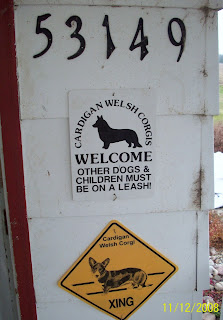 53149
CARDIGAN WELSH CORGIS
WELCOME
OTHER DOGS &
CHILDREN MUST
BE ON A LEASH!
Cardigan
Welsh Corgi
XING
11/12/2008